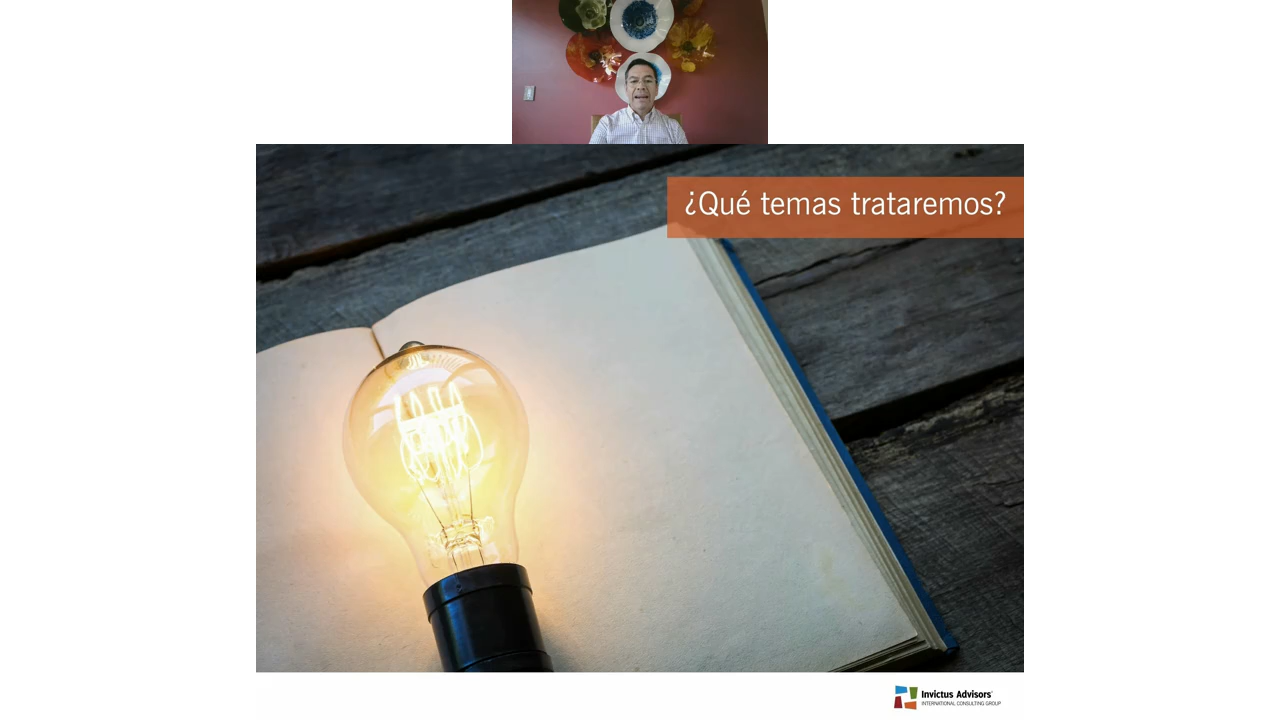 ¿Qué temas trataremos?
Invictus Advisors
INTERNATIONAL CONSULTING GROUP